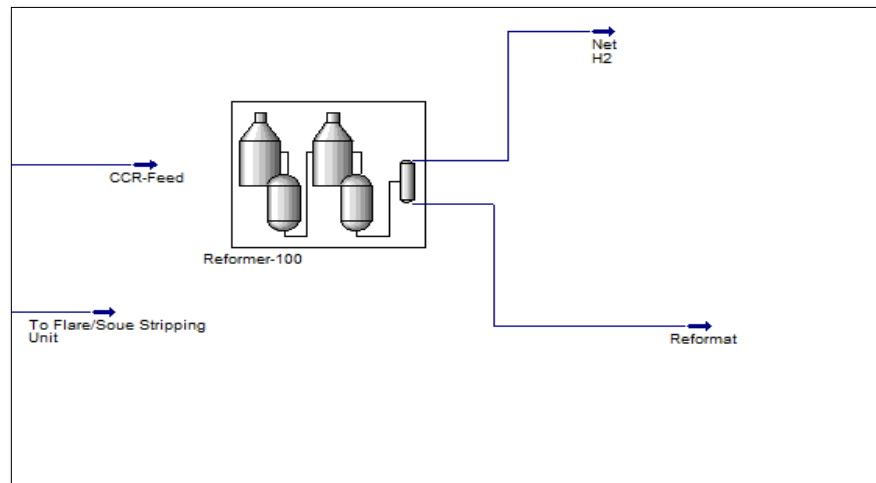 Net
H2
CCR-Feed
Reformer-100
To Flare/Soue Stripping
Unit
Reformat